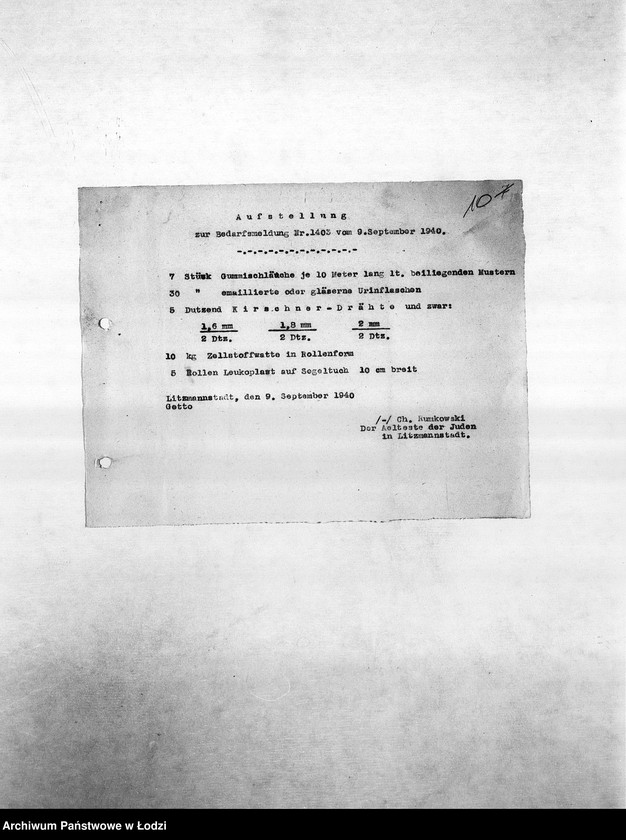 107
A u f s t e l l u n g
zur Bedarfsmeldung Nr.1403 vom 9.September 1940.
-.-.-.-.-.-.-.-.-.-.-
7 Stück Gummischläuche je 10 Meter lang lt. beiliegenden Mustern
30 " emaillierte oder gläserne Urinflaschen
5 Dutzend K i r s c h n e r - D r ä h t e und zwar:
1,6 mm 1,8 mm 2 mm
2 Dtz. 2 Dtz. 2 Dtz.
10 kg Zellstoffwatte in Rollenform
5 Rollen Leukoplast auf Segeltuch 10 cm breit
Litzmannstadt, den 9. September 1940
Getto
/-/ Ch. Rumkowski
Der Aelteste der Juden
in Litzmannstadt.
Archiwum Państwowe w Łodzi